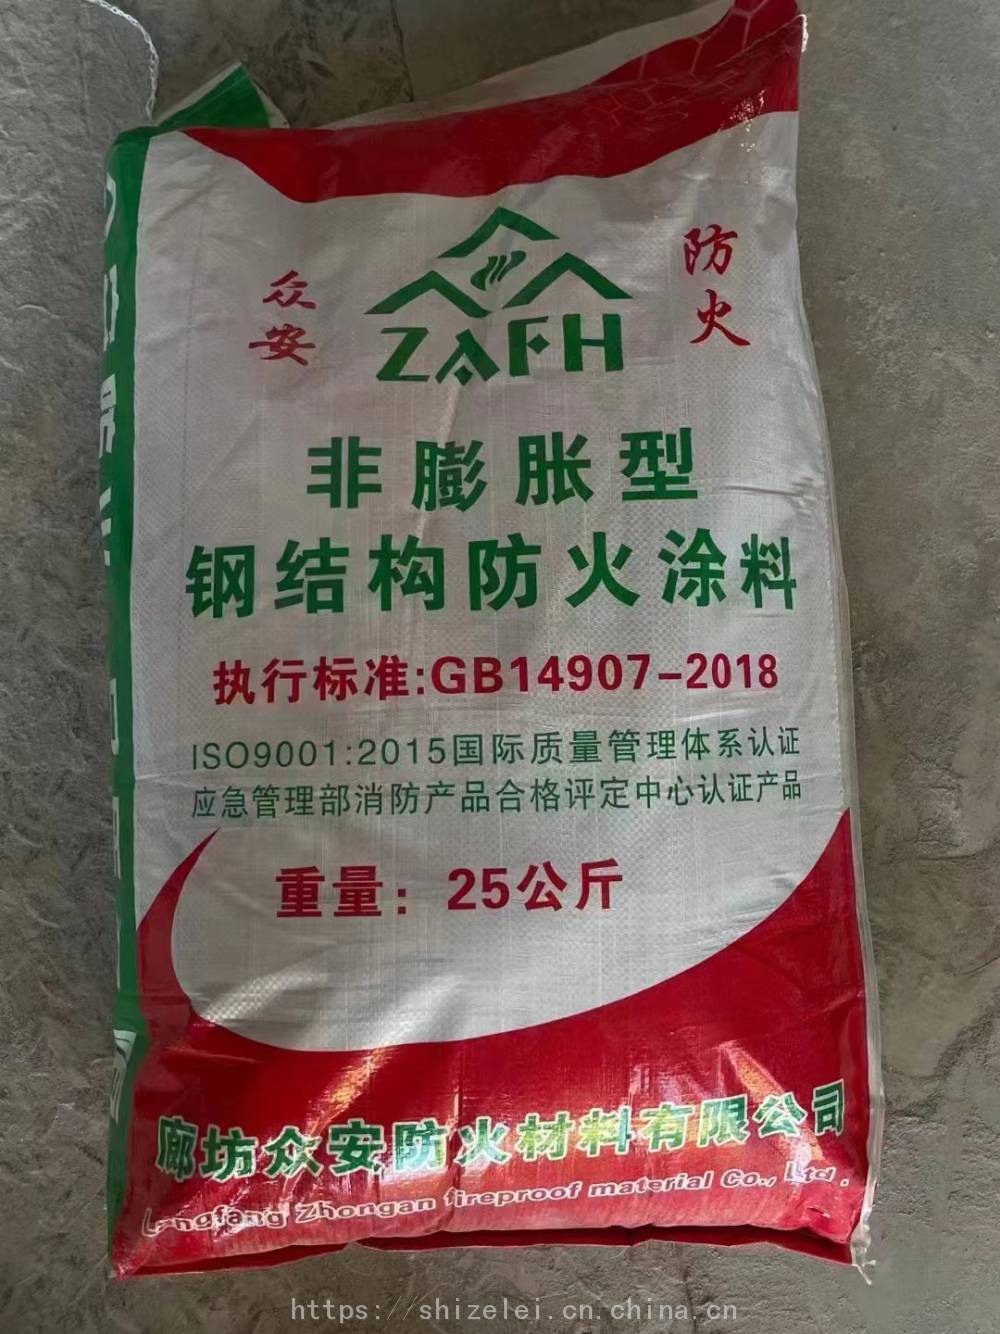 众安
防火
ZAFH
非膨胀型
钢结构防火涂料
执行标准:GB14907-2018
ISO9001:2015国际质量管理体系认证
应急管理部消防产品合格评定中心认证产品
重量: 25公斤
廊坊众安防火材料有限公司
Langfang Zhongan fireproof material Co., Ltd.
https://shizelei.cn.china.cn